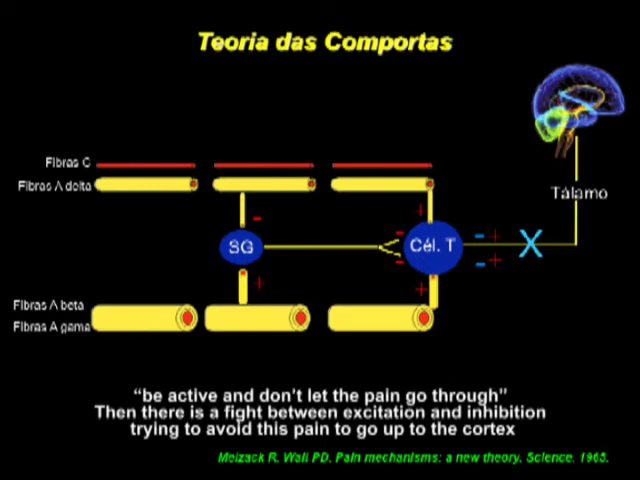 Teoria das Comportas
Fibras C
Fibras A delta
Tálamo
SG
Cél. T
Fibras A beta
Fibras A gama
- + - + - + - +
+ +
X
“be active and don’t let the pain go through”
Then there is a fight between excitation and inhibition
trying to avoid this pain to go up to the cortex
Melzack R. Wall PD. Pain mechanisms: a new theory. Science. 1965.